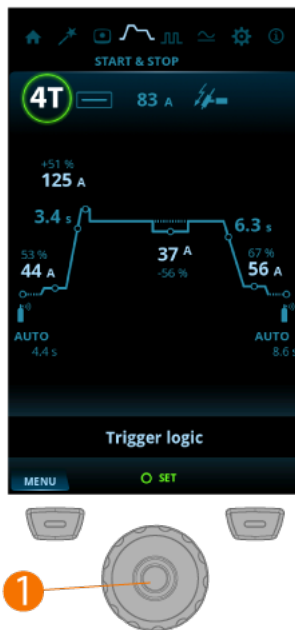 START & STOP
4T
83 A
+51 %
125 A
3.4 s
6.3 s
53 %
44 A
37 A
-56 %
67 %
56 A
AUTO
4.4 s
AUTO
8.6 s
Trigger logic
MENU
SET
1